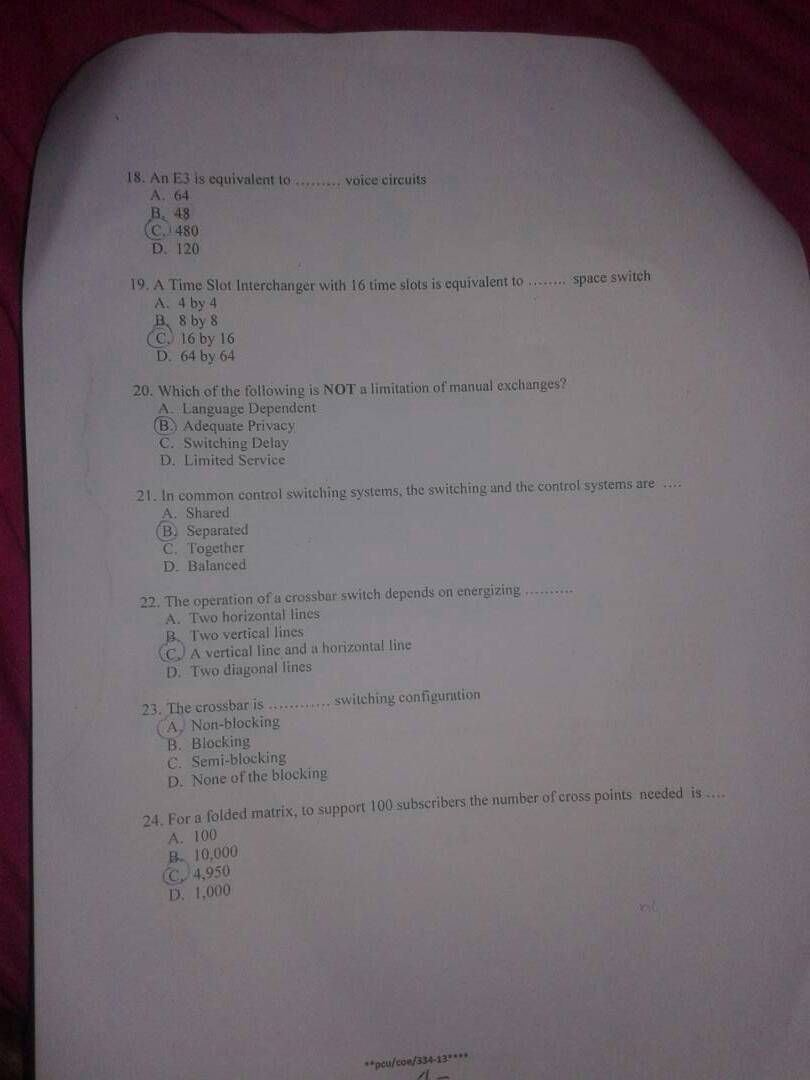 18. An E3 is equivalent to ......... voice circuits
A. 64
B. 48
C. 480
D. 120
19. A Time Slot Interchanger with 16 time slots is equivalent to ........ space switch
A. 4 by 4
B. 8 by 8
C. 16 by 16
D. 64 by 64
20. Which of the following is NOT a limitation of manual exchanges?
A. Language Dependent
B. Adequate Privacy
C. Switching Delay
D. Limited Service
21. In common control switching systems, the switching and the control systems are ....
A. Shared
B. Separated
C. Together
D. Balanced
22. The operation of a crossbar switch depends on energizing ..........
A. Two horizontal lines
B. Two vertical lines
C. A vertical line and a horizontal line
D. Two diagonal lines
23. The crossbar is ............ switching configuration
A. Non-blocking
B. Blocking
C. Semi-blocking
D. None of the blocking
24. For a folded matrix, to support 100 subscribers the number of cross points needed is ....
A. 100
B. 10,000
C. 4,950
D. 1,000
**pcu/coe/334-13****